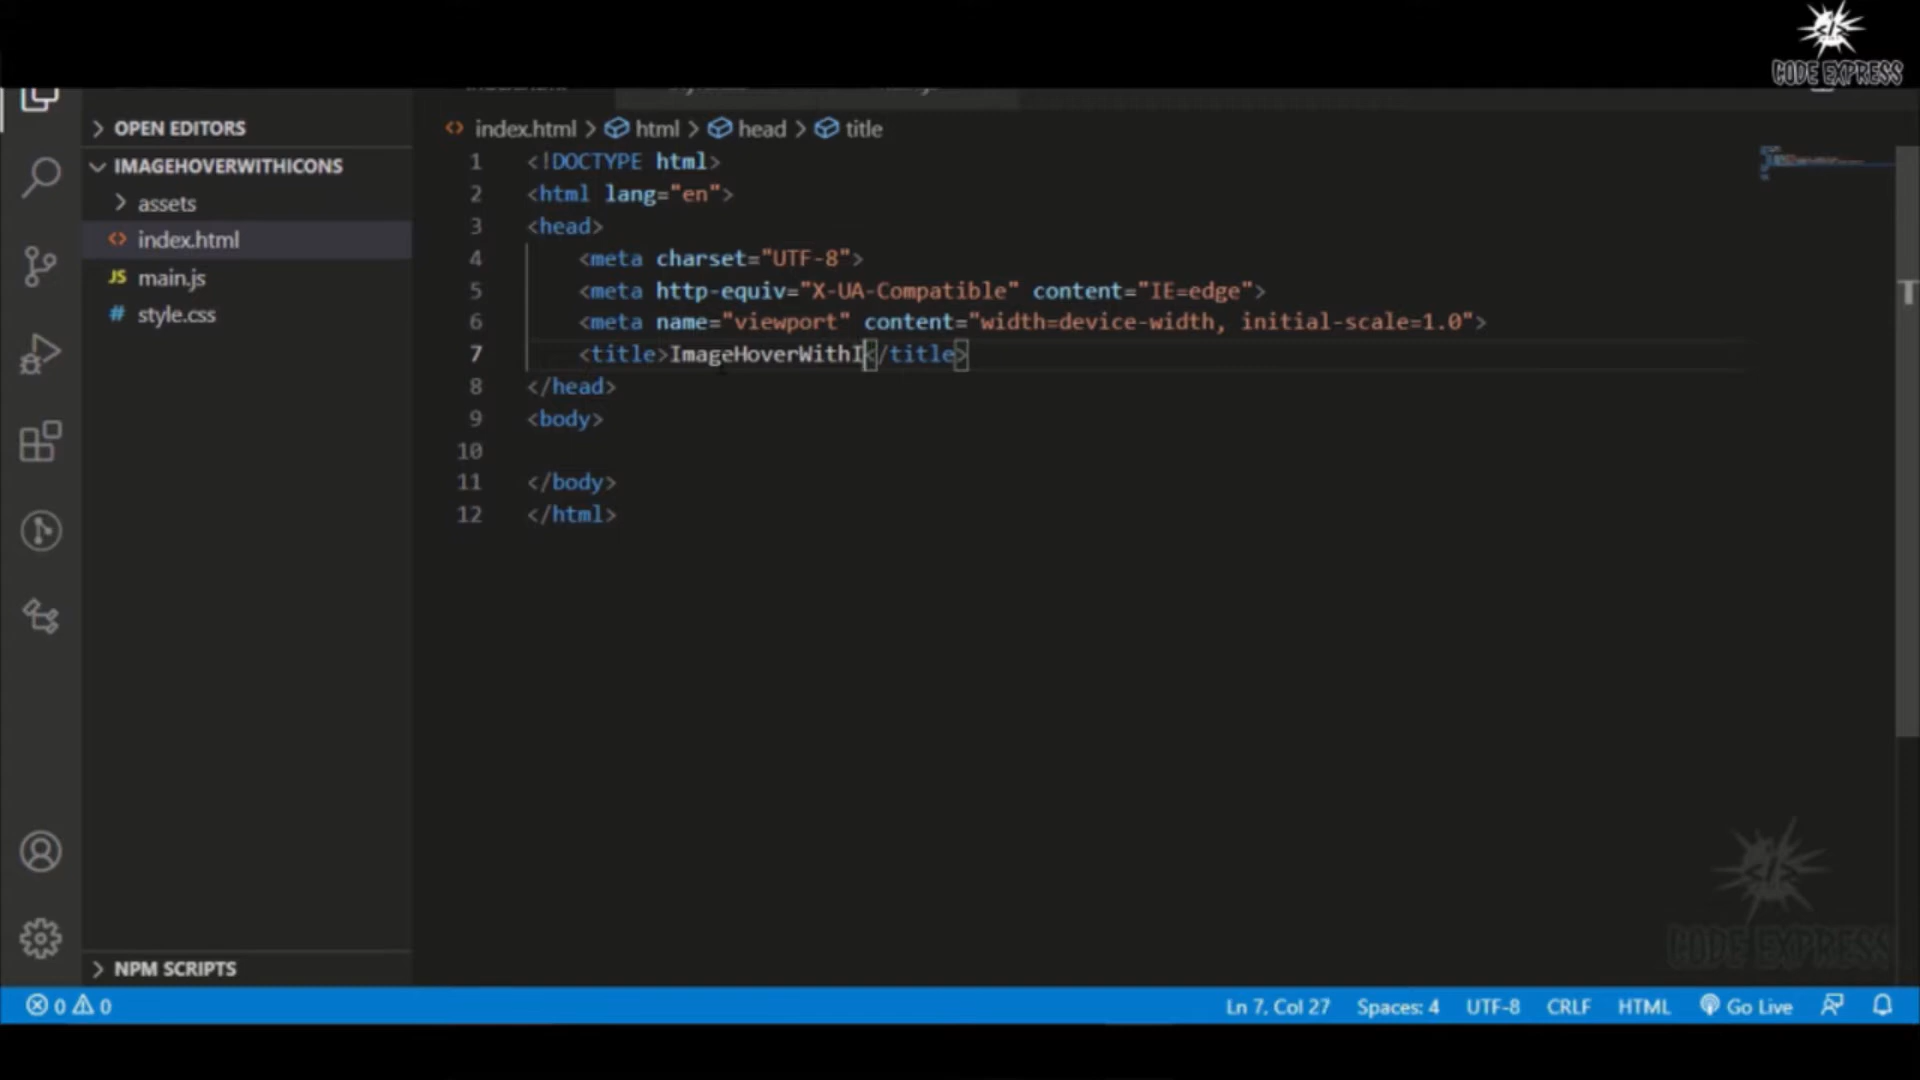 CODE EXPRESS
OPEN EDITORS
IMAGEHOVERWITHICONS
assets
index.html
JS main.js
# style.css
NPM SCRIPTS
index.html > html > head > title
1 <!DOCTYPE html>
2 <html lang="en">
3 <head>
4 <meta charset="UTF-8">
5 <meta http-equiv="X-UA-Compatible" content="IE=edge">
6 <meta name="viewport" content="width=device-width, initial-scale=1.0">
7 <title>ImageHoverWithI</title>
8 </head>
9 <body>
10
11 </body>
12 </html>
CODE EXPRESS
0 0 Ln 7, Col 27 Spaces: 4 UTF-8 CRLF HTML Go Live